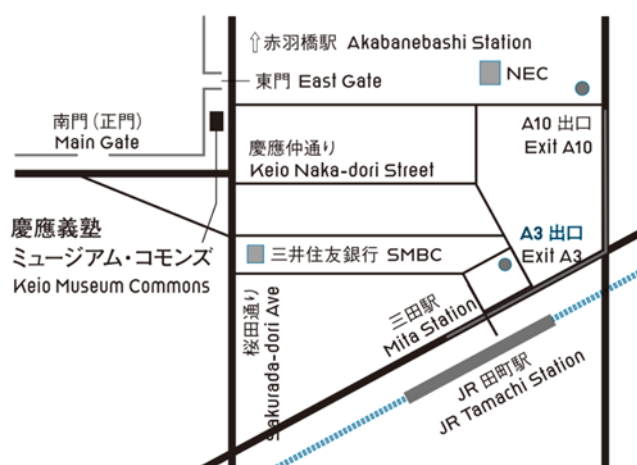 赤羽橋駅 Akabanebashi Station
東門 East Gate
NEC
南門（正門）
Main Gate
A10 出口
Exit A10
慶應仲通り
Keio Naka-dori Street
慶應義塾
ミュージアム・コモンズ
Keio Museum Commons
A3 出口
Exit A3
三井住友銀行 SMBC
桜田通り
Sakurada-dori Ave
三田駅
Mita Station
JR 田町駅
JR Tamachi Station